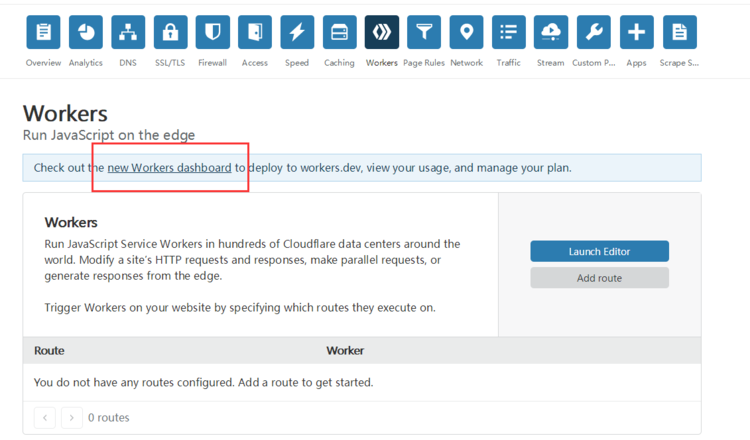 Overview Analytics DNS SSL/TLS Firewall Access Speed Caching Workers Page Rules Network Traffic Stream Custom P... Apps Scrape S...
Workers
Run JavaScript on the edge
Check out the new Workers dashboard to deploy to workers.dev, view your usage, and manage your plan.
Workers
Run JavaScript Service Workers in hundreds of Cloudflare data centers around the
world. Modify a site's HTTP requests and responses, make parallel requests, or
generate responses from the edge.
Trigger Workers on your website by specifying which routes they execute on.
Launch Editor
Add route
Route Worker
You do not have any routes configured. Add a route to get started.
0 routes